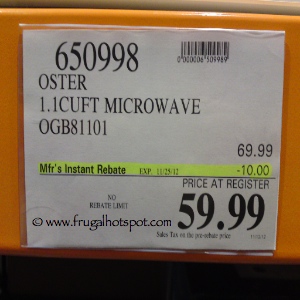 650998
0000006509989
OSTER
1.1CUFT MICROWAVE
OGB81101
69.99
Mfr's Instant Rebate EXP. 11/25/12 -10.00
PRICE AT REGISTER
NO
REBATE LIMIT
59.99
© www.frugalhotspot.com
Sales Tax on the pre-rebate price